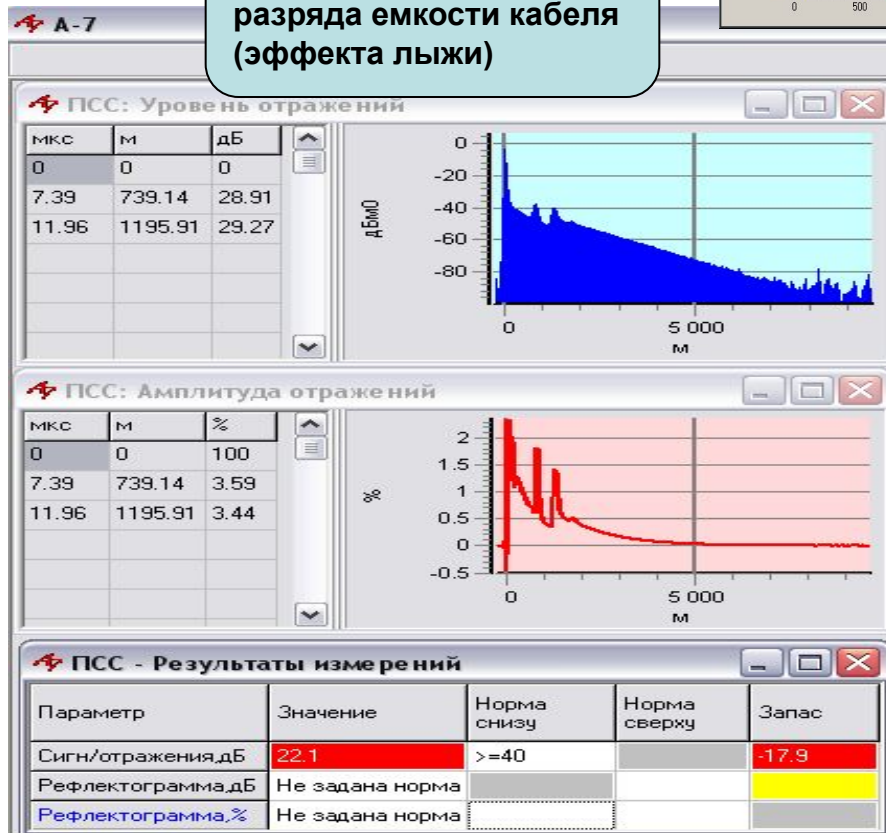 разряда емкости кабеля
(эффекта лыжи)
0 500
А-7
ПСС: Уровень отражений
мкс м дБ
0 0 0
7.39 739.14 28.91
11.96 1195.91 29.27
дБм0
0
-20
-40
-60
-80
0 5 000
м
ПСС: Амплитуда отражений
мкс м %
0 0 100
7.39 739.14 3.59
11.96 1195.91 3.44
%
2
1.5
1
0.5
0
-0.5
0 5 000
м
ПСС - Результаты измерений
Параметр Значение Норма снизу Норма сверху Запас
Сигн/отражения,дБ 22.1 >=40 -17.9
Рефлектограмма,дБ Не задана норма
Рефлектограмма,% Не задана норма